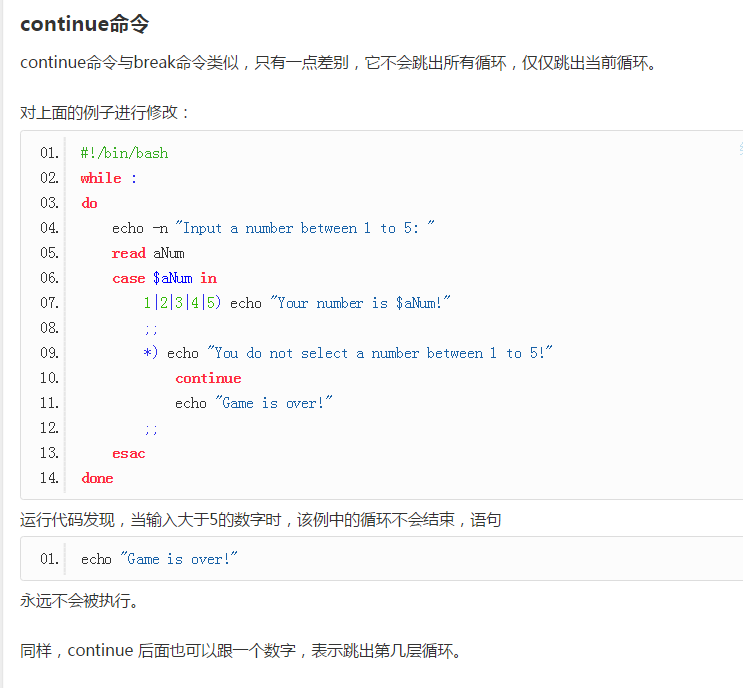 continue命令
continue命令与break命令类似，只有一点差别，它不会跳出所有循环，仅仅跳出当前循环。
对上面的例子进行修改：
01. #!/bin/bash
02. while :
03. do
04.     echo -n "Input a number between 1 to 5: "
05.     read aNum
06.     case $aNum in
07.         1|2|3|4|5) echo "Your number is $aNum!"
08.         ;;
09.         *) echo "You do not select a number between 1 to 5!"
10.             continue
11.             echo "Game is over!"
12.         ;;
13.     esac
14. done
运行代码发现，当输入大于5的数字时，该例中的循环不会结束，语句
01. echo "Game is over!"
永远不会被执行。
同样，continue 后面也可以跟一个数字，表示跳出第几层循环。